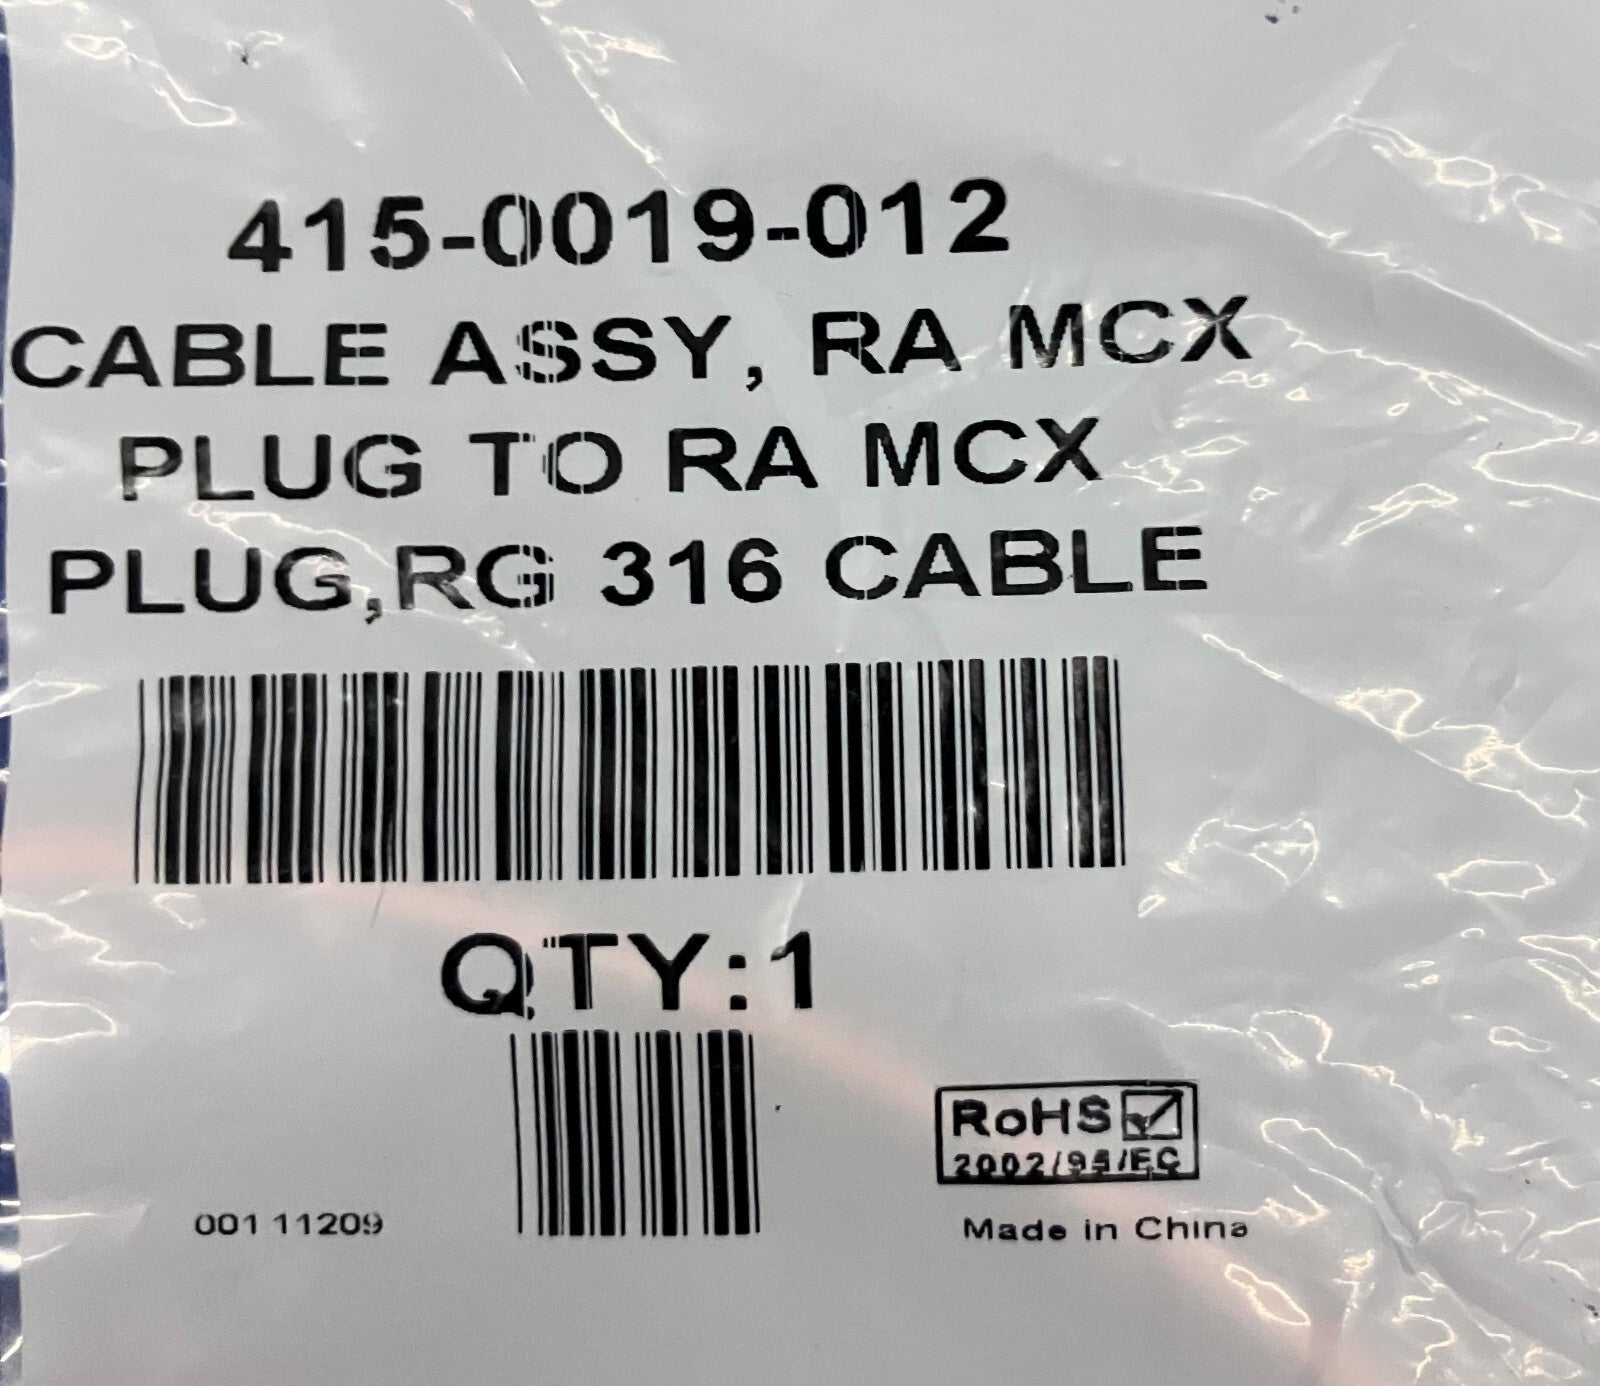 415-0019-012
CABLE ASSY, RA MCX
PLUG TO RA MCX
PLUG,RG 316 CABLE
QTY:1
RoHS
2002/95/EC
001 11209
Made in China